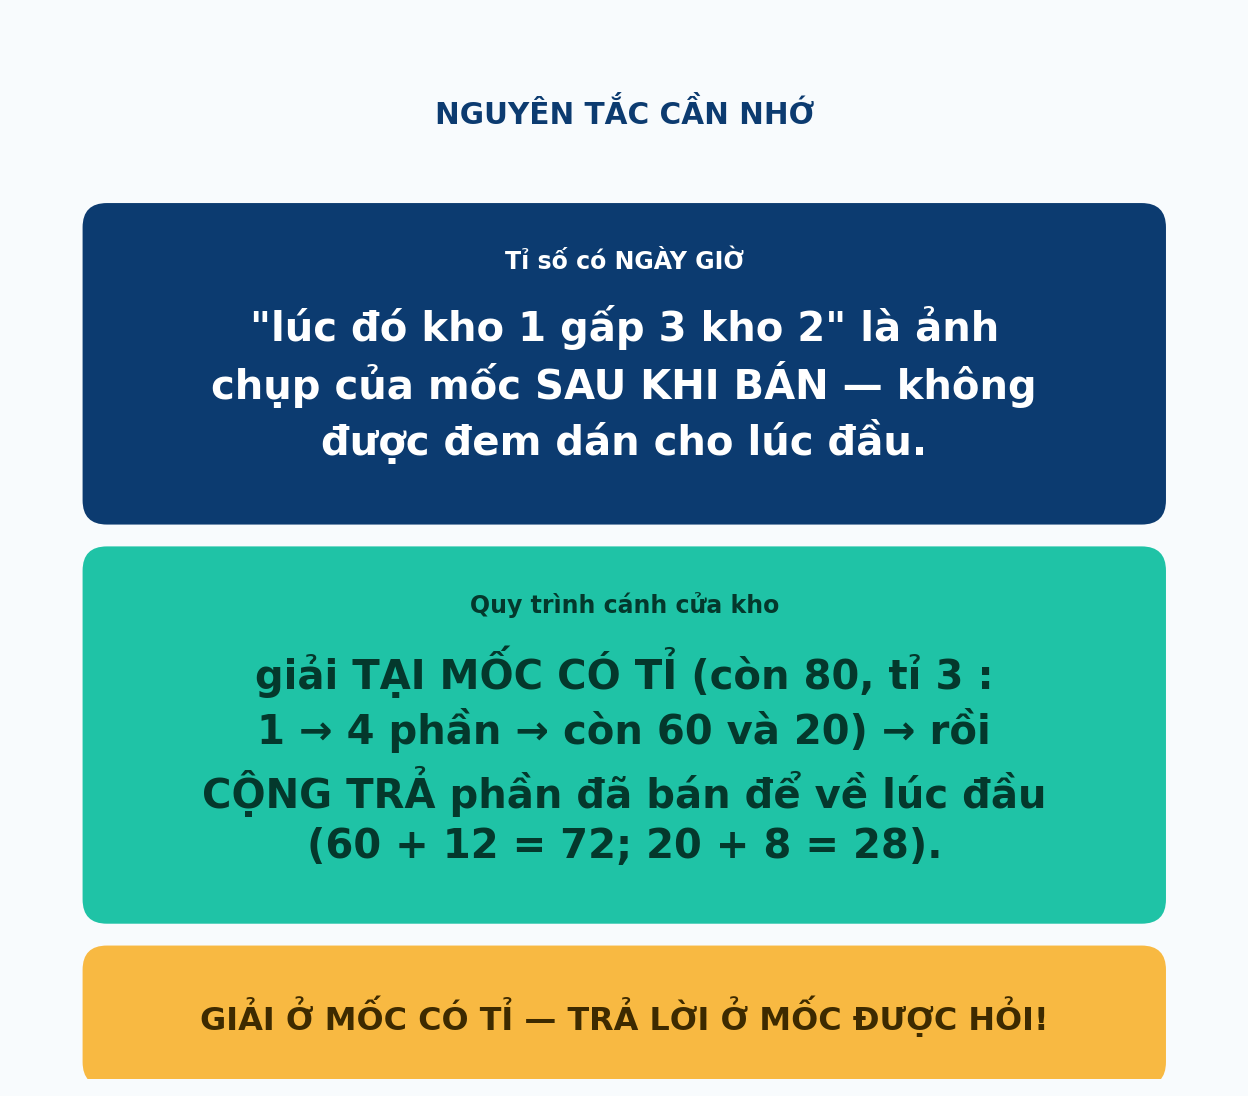 NGUYÊN TẮC CẦN NHỚ
Tỉ số có NGÀY GIỜ
"lúc đó kho 1 gấp 3 kho 2" là ảnh
chụp của mốc SAU KHI BÁN — không
được đem dán cho lúc đầu.
Quy trình cánh cửa kho
giải TẠI MỐC CÓ TỈ (còn 80, tỉ 3 :
1 → 4 phần → còn 60 và 20) → rồi
CỘNG TRẢ phần đã bán để về lúc đầu
(60 + 12 = 72; 20 + 8 = 28).
GIẢI Ở MỐC CÓ TỈ — TRẢ LỜI Ở MỐC ĐƯỢC HỎI!